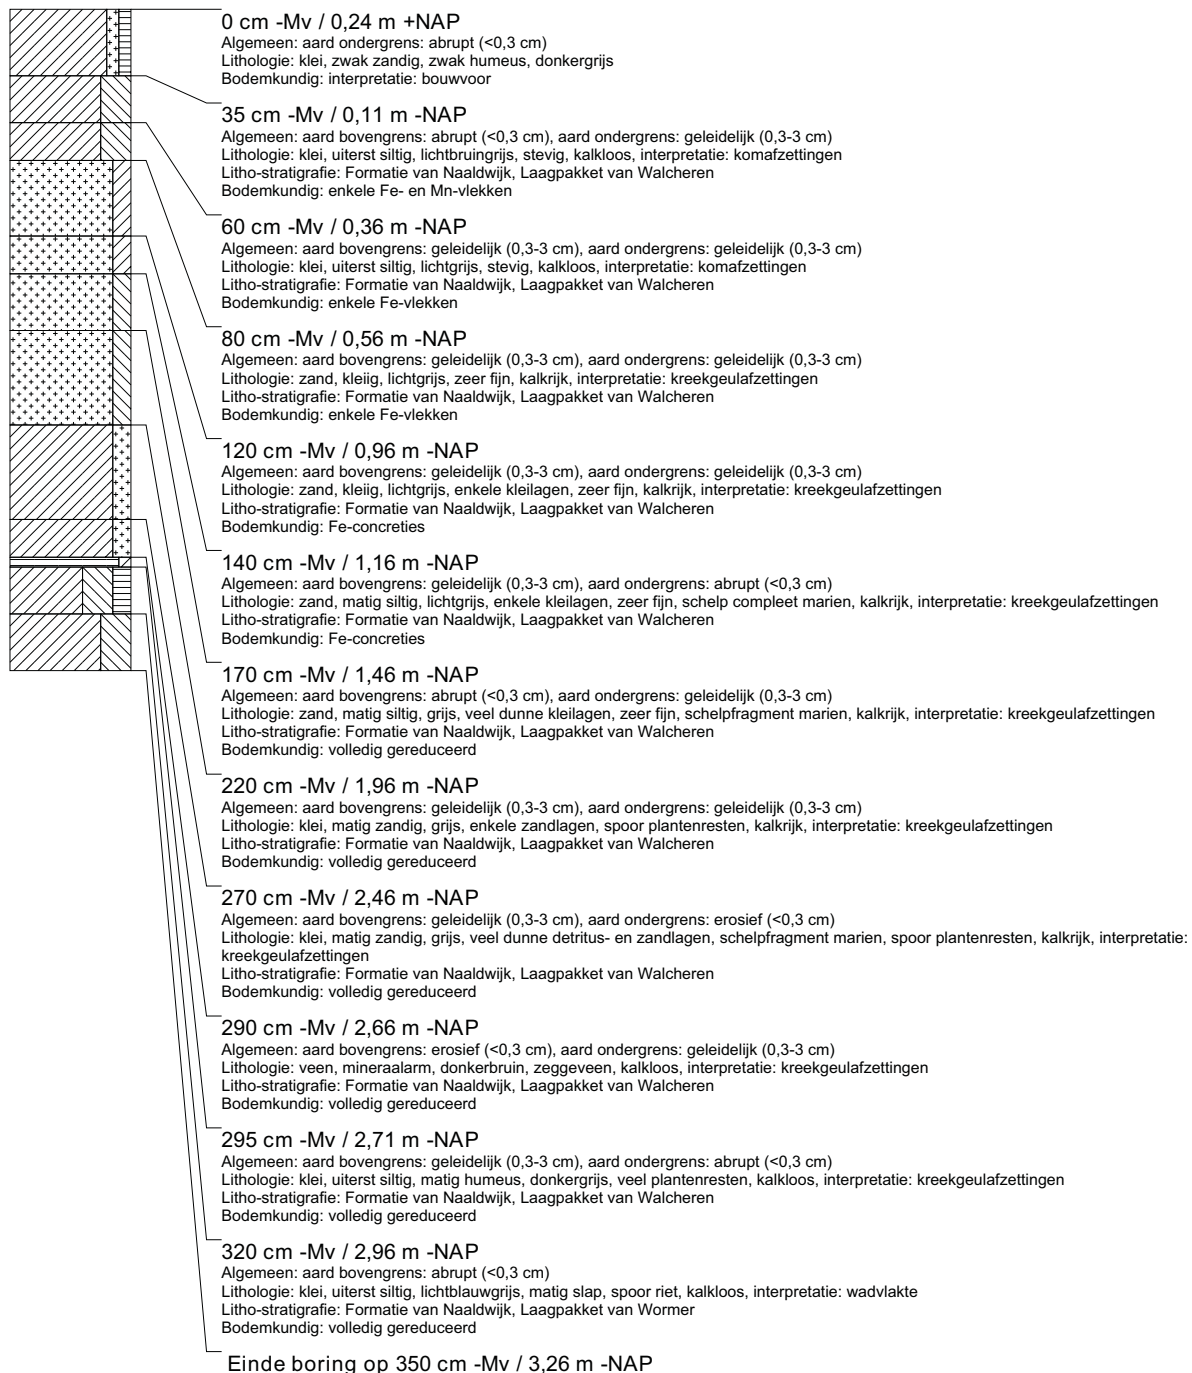 0 cm -Mv / 0,24 m +NAP
Algemeen: aard ondergrens: abrupt (<0,3 cm)
Lithologie: klei, zwak zandig, zwak humeus, donkergrijs
Bodemkundig: interpretatie: bouwvoor
35 cm -Mv / 0,11 m -NAP
Algemeen: aard bovengrens: abrupt (<0,3 cm), aard ondergrens: geleidelijk (0,3-3 cm)
Lithologie: klei, uiterst siltig, lichtbruingrijs, stevig, kalkloos, interpretatie: komafzettingen
Litho-stratigrafie: Formatie van Naaldwijk, Laagpakket van Walcheren
Bodemkundig: enkele Fe- en Mn-vlekken
60 cm -Mv / 0,36 m -NAP
Algemeen: aard bovengrens: geleidelijk (0,3-3 cm), aard ondergrens: geleidelijk (0,3-3 cm)
Lithologie: klei, uiterst siltig, lichtgrijs, stevig, kalkloos, interpretatie: komafzettingen
Litho-stratigrafie: Formatie van Naaldwijk, Laagpakket van Walcheren
Bodemkundig: enkele Fe-vlekken
80 cm -Mv / 0,56 m -NAP
Algemeen: aard bovengrens: geleidelijk (0,3-3 cm), aard ondergrens: geleidelijk (0,3-3 cm)
Lithologie: zand, kleiig, lichtgrijs, zeer fijn, kalkrijk, interpretatie: kreekgeulafzettingen
Litho-stratigrafie: Formatie van Naaldwijk, Laagpakket van Walcheren
Bodemkundig: enkele Fe-vlekken
120 cm -Mv / 0,96 m -NAP
Algemeen: aard bovengrens: geleidelijk (0,3-3 cm), aard ondergrens: geleidelijk (0,3-3 cm)
Lithologie: zand, kleiig, lichtgrijs, enkele kleilagen, zeer fijn, kalkrijk, interpretatie: kreekgeulafzettingen
Litho-stratigrafie: Formatie van Naaldwijk, Laagpakket van Walcheren
Bodemkundig: Fe-concreties
140 cm -Mv / 1,16 m -NAP
Algemeen: aard bovengrens: geleidelijk (0,3-3 cm), aard ondergrens: abrupt (<0,3 cm)
Lithologie: zand, matig siltig, lichtgrijs, enkele kleilagen, zeer fijn, schelp compleet marien, kalkrijk, interpretatie: kreekgeulafzettingen
Litho-stratigrafie: Formatie van Naaldwijk, Laagpakket van Walcheren
Bodemkundig: Fe-concreties
170 cm -Mv / 1,46 m -NAP
Algemeen: aard bovengrens: abrupt (<0,3 cm), aard ondergrens: geleidelijk (0,3-3 cm)
Lithologie: zand, matig siltig, grijs, veel dunne kleilagen, zeer fijn, schelpfragment marien, kalkrijk, interpretatie: kreekgeulafzettingen
Litho-stratigrafie: Formatie van Naaldwijk, Laagpakket van Walcheren
Bodemkundig: volledig gereduceerd
220 cm -Mv / 1,96 m -NAP
Algemeen: aard bovengrens: geleidelijk (0,3-3 cm), aard ondergrens: geleidelijk (0,3-3 cm)
Lithologie: klei, matig zandig, grijs, enkele zandlagen, spoor plantenresten, kalkrijk, interpretatie: kreekgeulafzettingen
Litho-stratigrafie: Formatie van Naaldwijk, Laagpakket van Walcheren
Bodemkundig: volledig gereduceerd
270 cm -Mv / 2,46 m -NAP
Algemeen: aard bovengrens: geleidelijk (0,3-3 cm), aard ondergrens: erosief (<0,3 cm)
Lithologie: klei, matig zandig, grijs, veel dunne detritus- en zandlagen, schelpfragment marien, spoor plantenresten, kalkrijk, interpretatie:
kreekgeulafzettingen
Litho-stratigrafie: Formatie van Naaldwijk, Laagpakket van Walcheren
Bodemkundig: volledig gereduceerd
290 cm -Mv / 2,66 m -NAP
Algemeen: aard bovengrens: erosief (<0,3 cm), aard ondergrens: geleidelijk (0,3-3 cm)
Lithologie: veen, mineraalarm, donkerbruin, zeggeveen, kalkloos, interpretatie: kreekgeulafzettingen
Litho-stratigrafie: Formatie van Naaldwijk, Laagpakket van Walcheren
Bodemkundig: volledig gereduceerd
295 cm -Mv / 2,71 m -NAP
Algemeen: aard bovengrens: geleidelijk (0,3-3 cm), aard ondergrens: abrupt (<0,3 cm)
Lithologie: klei, uiterst siltig, matig humeus, donkergrijs, veel plantenresten, kalkloos, interpretatie: kreekgeulafzettingen
Litho-stratigrafie: Formatie van Naaldwijk, Laagpakket van Walcheren
Bodemkundig: volledig gereduceerd
320 cm -Mv / 2,96 m -NAP
Algemeen: aard bovengrens: abrupt (<0,3 cm)
Lithologie: klei, uiterst siltig, lichtblauwgrijs, matig slap, spoor riet, kalkloos, interpretatie: wadvlakte
Litho-stratigrafie: Formatie van Naaldwijk, Laagpakket van Wormer
Bodemkundig: volledig gereduceerd
Einde boring op 350 cm -Mv / 3,26 m -NAP